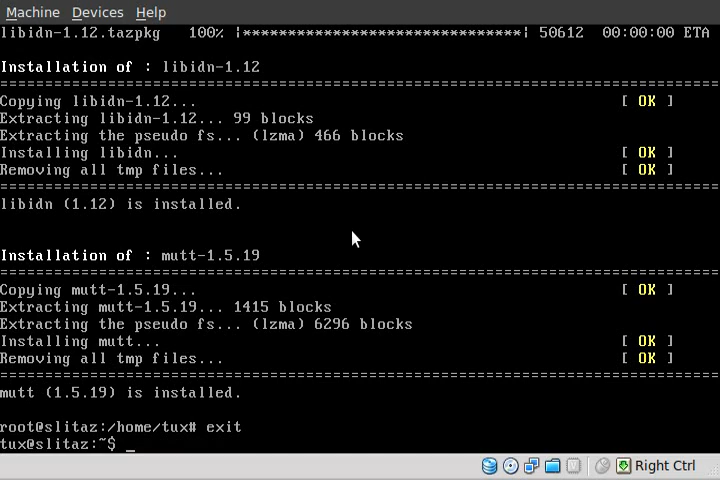 Machine Devices Help
libidn-1.12.tazpkg 100% |*******************************| 50612 00:00:00 ETA
Installation of : libidn-1.12
================================================================================
Copying libidn-1.12... [ OK ]
Extracting libidn-1.12... 99 blocks
Extracting the pseudo fs... (lzma) 466 blocks
Installing libidn... [ OK ]
Removing all tmp files... [ OK ]
================================================================================
libidn (1.12) is installed.
Installation of : mutt-1.5.19
================================================================================
Copying mutt-1.5.19... [ OK ]
Extracting mutt-1.5.19... 1415 blocks
Extracting the pseudo fs... (lzma) 6296 blocks
Installing mutt... [ OK ]
Removing all tmp files... [ OK ]
================================================================================
mutt (1.5.19) is installed.
root@slitaz:/home/tux# exit
tux@slitaz:~$ _
Right Ctrl